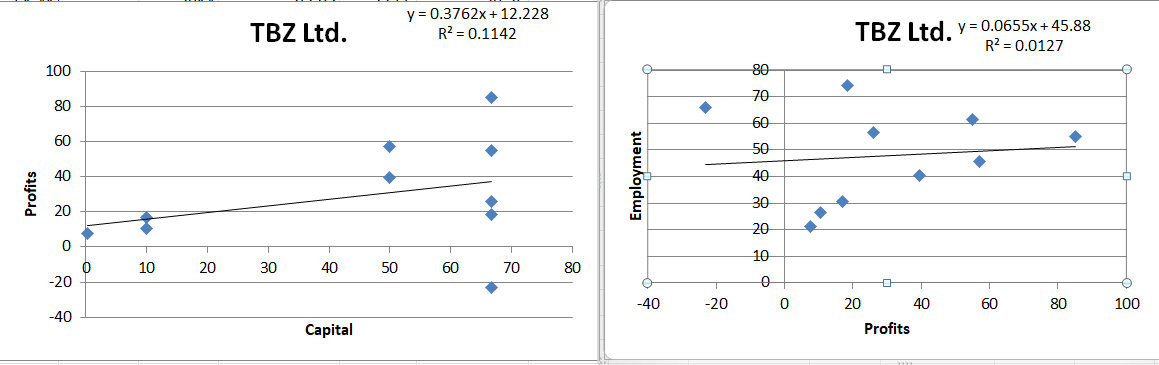 TBZ Ltd.
y = 0.3762x + 12.228
R² = 0.1142
100
80
60
40
20
0
-20
-40
Profits
0 10 20 30 40 50 60 70 80
Capital
TBZ Ltd.
y = 0.0655x + 45.88
R² = 0.0127
80
70
60
50
40
30
20
10
0
Employment
-40 -20 0 20 40 60 80 100
Profits